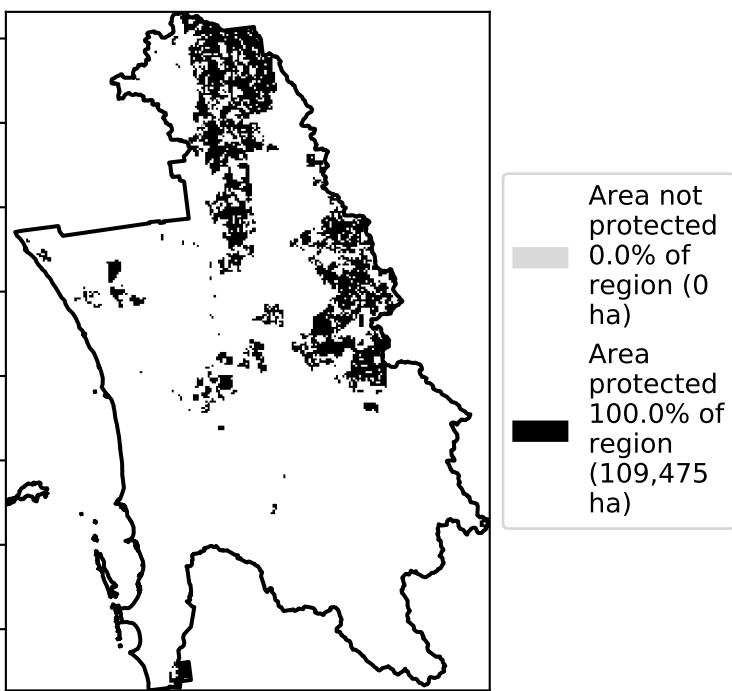 Area not
protected
0.0% of
region (0
ha)
Area
protected
100.0% of
region
(109,475
ha)